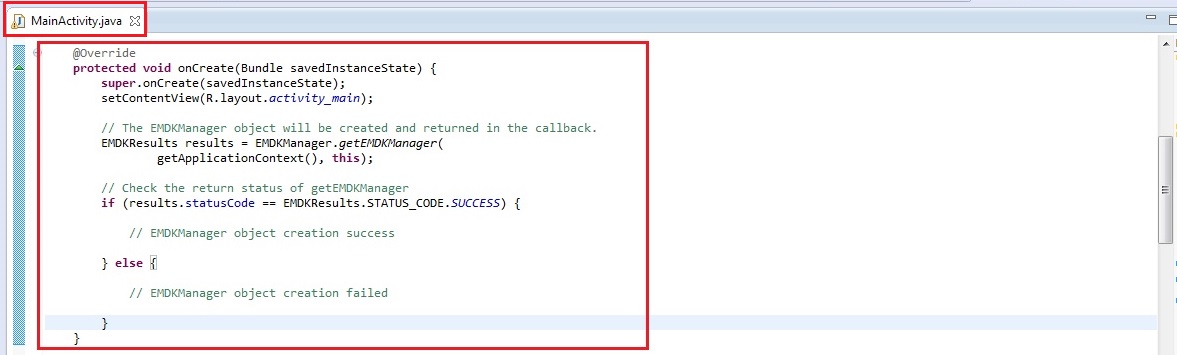 MainActivity.java
@Override
protected void onCreate(Bundle savedInstanceState) {
super.onCreate(savedInstanceState);
setContentView(R.layout.activity_main);
// The EMDKManager object will be created and returned in the callback.
EMDKResults results = EMDKManager.getEMDKManager(
getApplicationContext(), this);
// Check the return status of getEMDKManager
if (results.statusCode == EMDKResults.STATUS_CODE.SUCCESS) {
// EMDKManager object creation success
} else {
// EMDKManager object creation failed
}
}